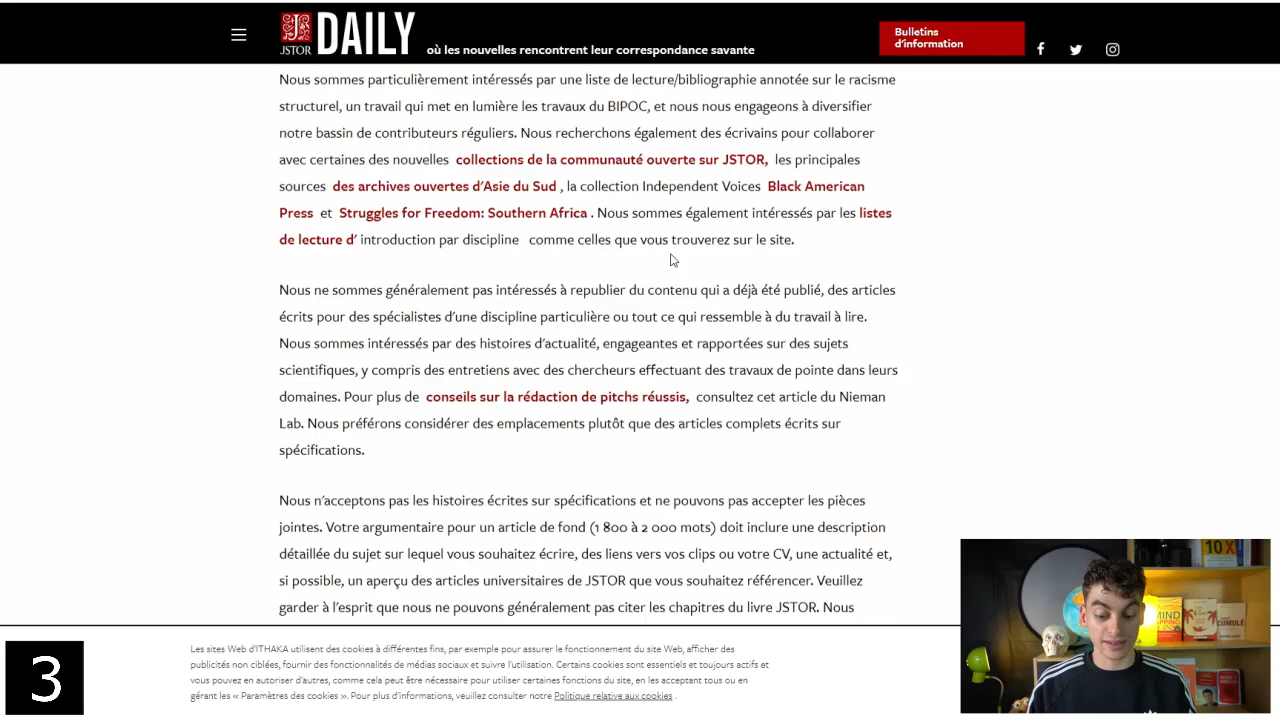 JSTOR DAILY
où les nouvelles rencontrent leur correspondance savante
Bulletins
d'information
Nous sommes particulièrement intéressés par une liste de lecture/bibliographie annotée sur le racisme
structurel, un travail qui met en lumière les travaux du BIPOC, et nous nous engageons à diversifier
notre bassin de contributeurs réguliers. Nous recherchons également des écrivains pour collaborer
avec certaines des nouvelles collections de la communauté ouverte sur JSTOR, les principales
sources des archives ouvertes d'Asie du Sud , la collection Independent Voices Black American
Press et Struggles for Freedom: Southern Africa . Nous sommes également intéressés par les listes
de lecture d' introduction par discipline comme celles que vous trouverez sur le site.
Nous ne sommes généralement pas intéressés à republier du contenu qui a déjà été publié, des articles
écrits pour des spécialistes d'une discipline particulière ou tout ce qui ressemble à du travail à lire.
Nous sommes intéressés par des histoires d'actualité, engageantes et rapportées sur des sujets
scientifiques, y compris des entretiens avec des chercheurs effectuant des travaux de pointe dans leurs
domaines. Pour plus de conseils sur la rédaction de pitchs réussis, consultez cet article du Nieman
Lab. Nous préférons considérer des emplacements plutôt que des articles complets écrits sur
spécifications.
Nous n'acceptons pas les histoires écrites sur spécifications et ne pouvons pas accepter les pièces
jointes. Votre argumentaire pour un article de fond (1 800 à 2 000 mots) doit inclure une description
détaillée du sujet sur lequel vous souhaitez écrire, des liens vers vos clips ou votre CV, une actualité et,
si possible, un aperçu des articles universitaires de JSTOR que vous souhaitez référencer. Veuillez
garder à l'esprit que nous ne pouvons généralement pas citer les chapitres du livre JSTOR. Nous
Les sites Web d'ITHAKA utilisent des cookies à différentes fins, par exemple pour assurer le fonctionnement du site Web, afficher des
publicités non ciblées, fournir des fonctionnalités de médias sociaux et suivre l'utilisation. Certains cookies sont essentiels et toujours actifs et
vous pouvez en autoriser d'autres, comme cela peut être nécessaire pour utiliser certaines fonctions du site, en les acceptant tous ou en
gérant les « Paramètres des cookies ». Pour plus d'informations, veuillez consulter notre Politique relative aux cookies .
3
10X